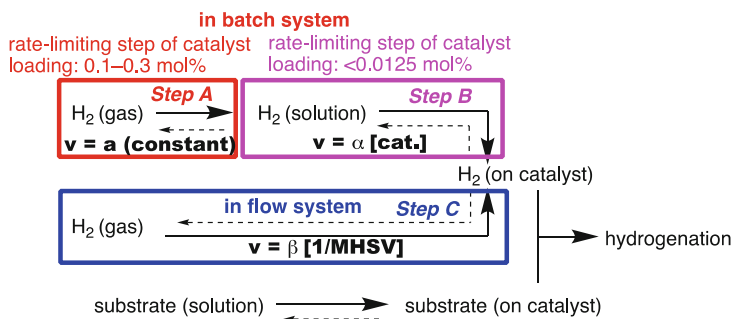 in batch system
rate-limiting step of catalyst loading: 0.1–0.3 mol%
rate-limiting step of catalyst loading: <0.0125 mol%
Step A
H2 (gas)
v = a (constant)
Step B
H2 (solution)
v = α [cat.]
H2 (on catalyst)
in flow system
Step C
H2 (gas)
v = β [1/MHSV]
hydrogenation
substrate (solution)
substrate (on catalyst)